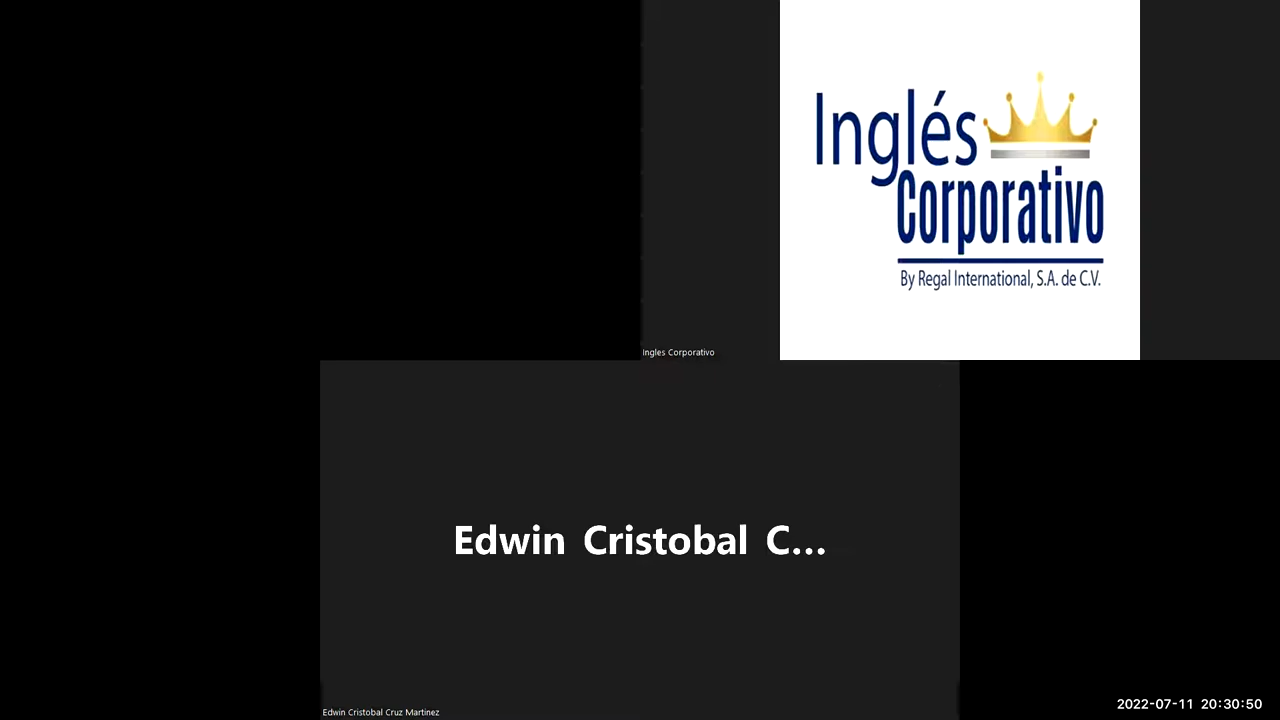 Inglés
Corporativo
By Regal International, S.A. de C.V.
Ingles Corporativo
Edwin Cristobal C...
Edwin Cristobal Cruz Martinez
2022-07-11 20:30:50